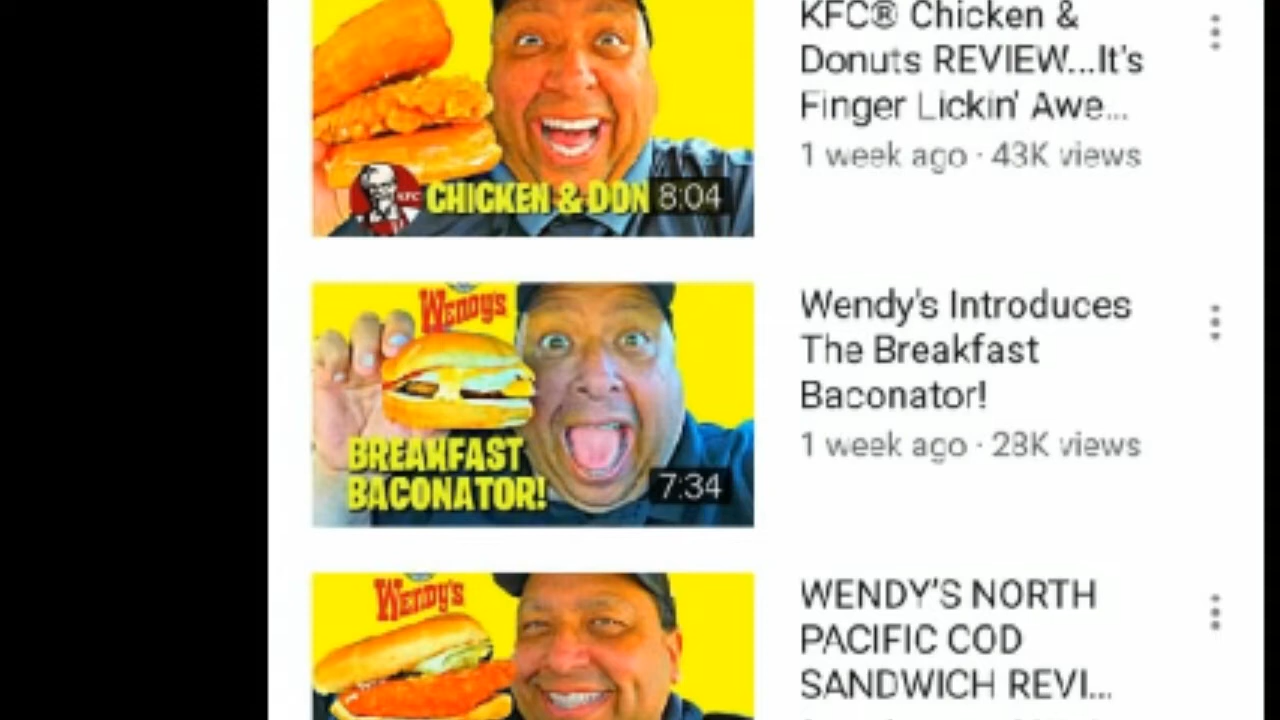 KFC® Chicken &
Donuts REVIEW...It's
Finger Lickin' Awe...
1 week ago · 43K views
KFC
CHICKEN & DON
8:04
Wendy's
BREAKFAST
BACONATOR!
7:34
Wendy's Introduces
The Breakfast
Baconator!
1 week ago · 28K views
Wendy's
WENDY'S NORTH
PACIFIC COD
SANDWICH REVI...